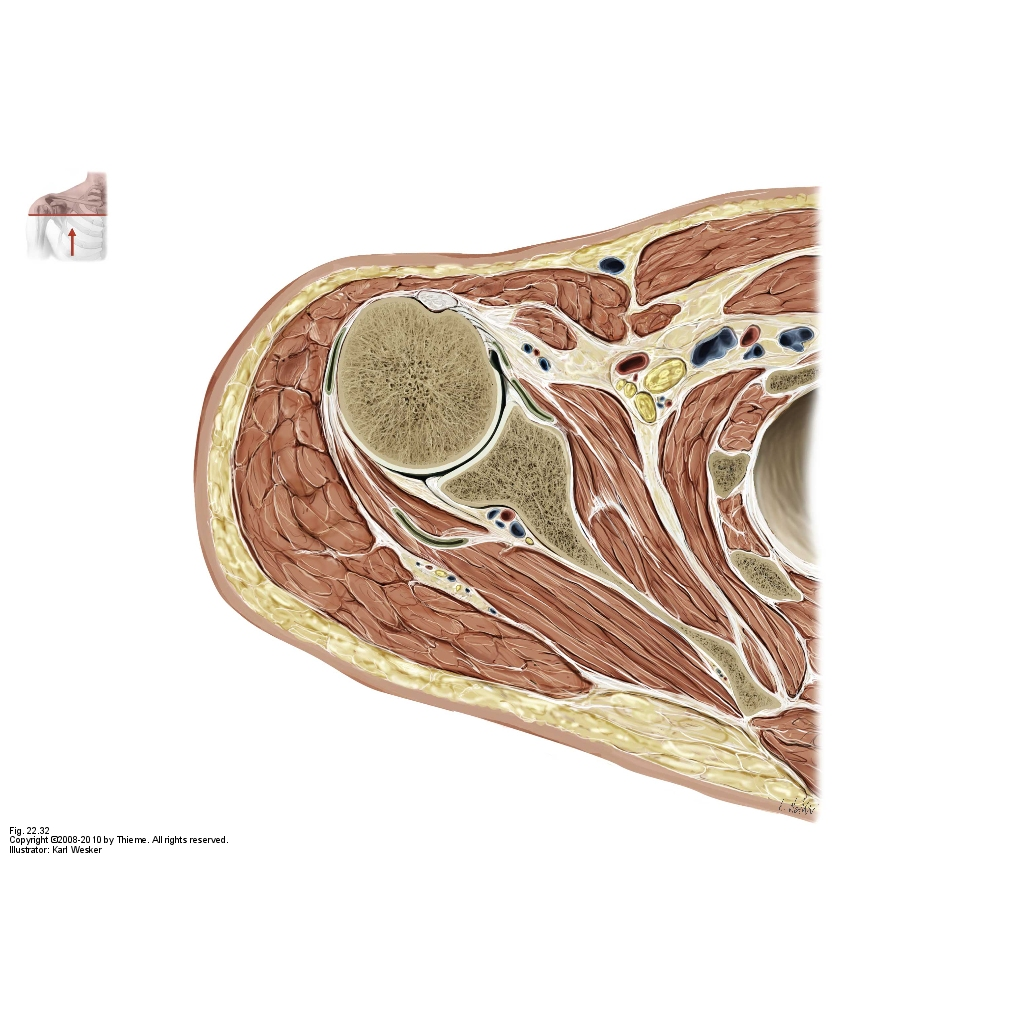 Fig. 22.32
Copyright ©2008-2010 by Thieme. All rights reserved.
Illustrator: Karl Wesker